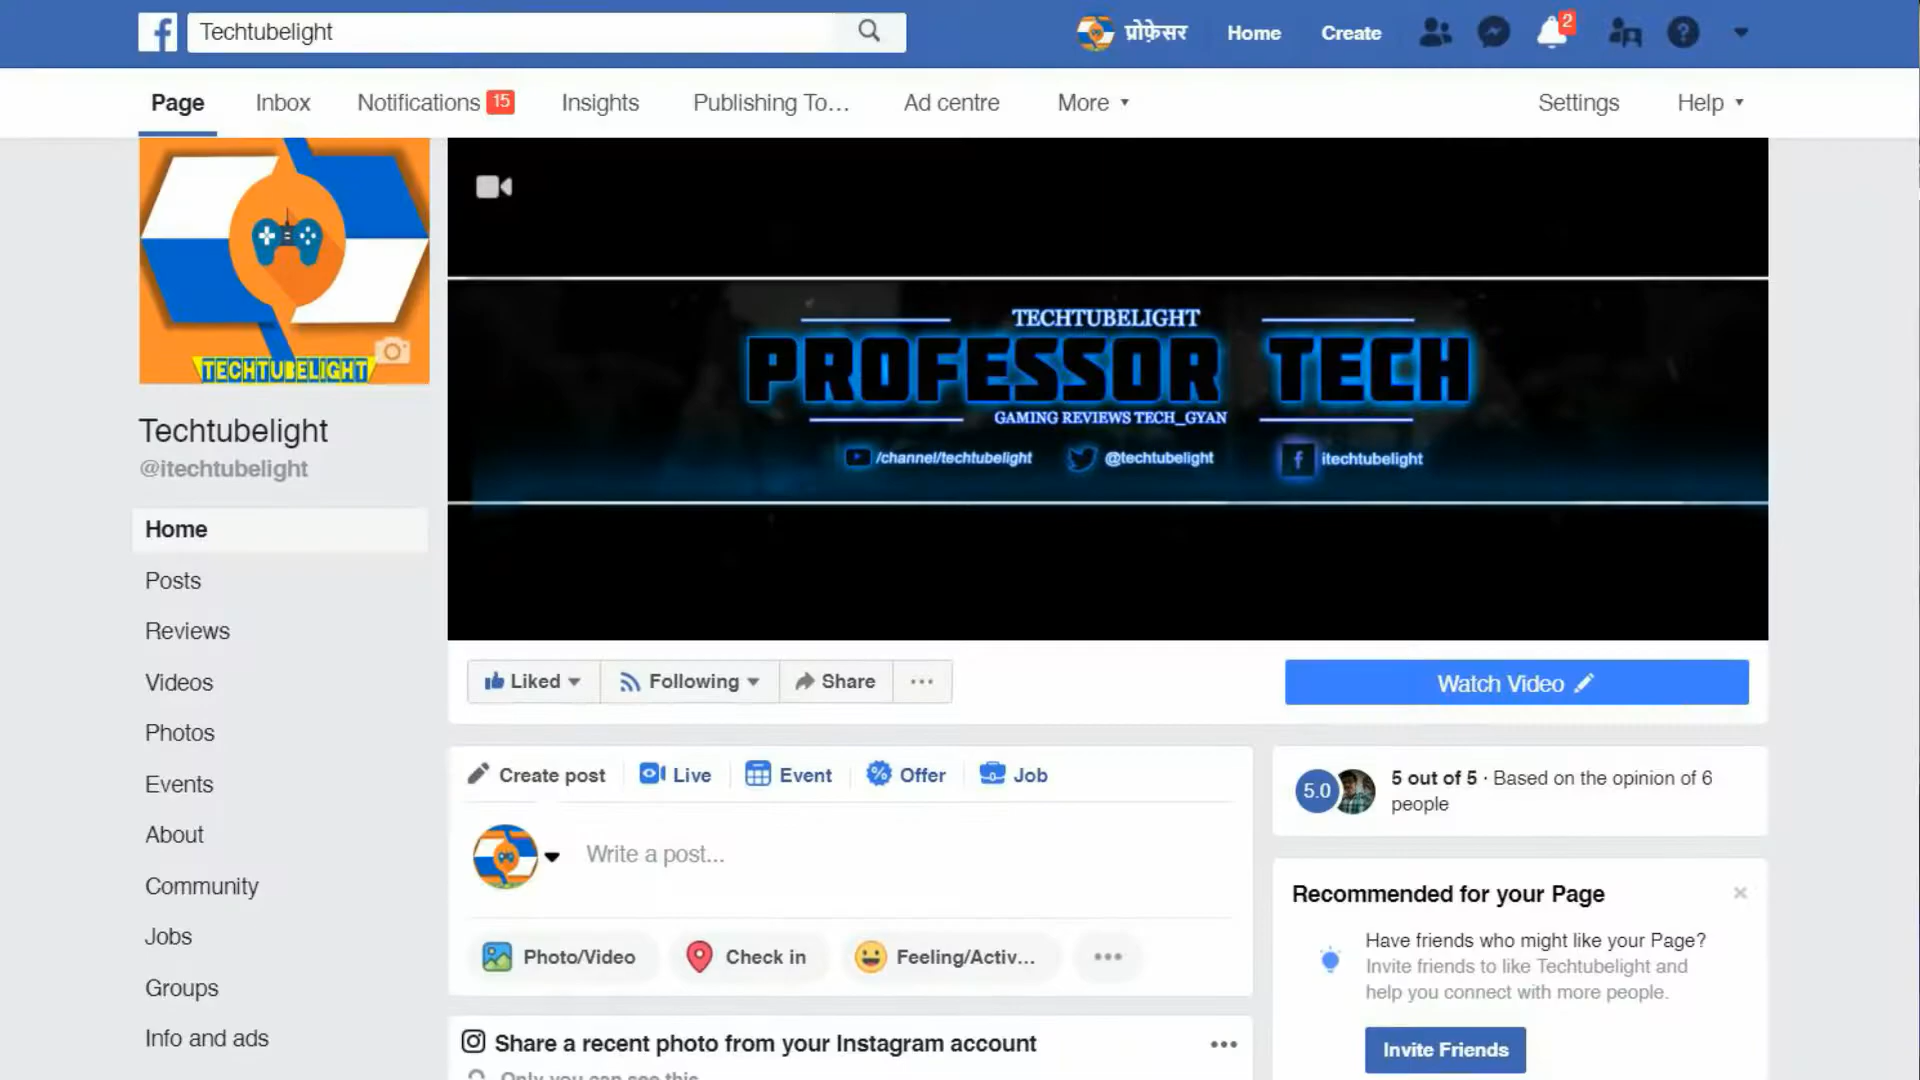 Techtubelight
प्रोफ़ेसर
Home
Create
2
?
Page
Inbox
Notifications 15
Insights
Publishing To...
Ad centre
More
Settings
Help
TECHTUBELIGHT
Techtubelight
@itechtubelight
Home
Posts
Reviews
Videos
Photos
Events
About
Community
Jobs
Groups
Info and ads
TECHTUBELIGHT
PROFESSOR TECH
GAMING REVIEWS TECH_GYAN
/channel/techtubelight
@techtubelight
itechtubelight
Liked
Following
Share
Watch Video
Create post
Live
Event
Offer
Job
Write a post...
Photo/Video
Check in
Feeling/Activ...
Share a recent photo from your Instagram account
Only you can see this
5.0
5 out of 5 · Based on the opinion of 6
people
Recommended for your Page
Have friends who might like your Page?
Invite friends to like Techtubelight and
help you connect with more people.
Invite Friends